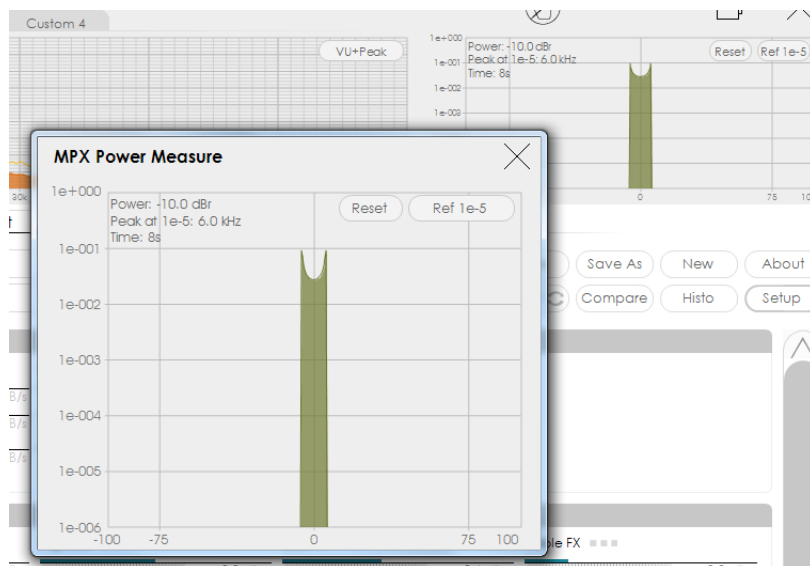 Custom 4
VU+Peak
1e+000
1e-001
1e-002
1e-003
Power: -10.0 dBr
Peak at 1e-5: 6.0 kHz
Time: 8s
Reset
Ref 1e-5
30k
0
75
MPX Power Measure
1e+000
1e-001
1e-002
1e-003
1e-004
1e-005
1e-006
Power: -10.0 dBr
Peak at 1e-5: 6.0 kHz
Time: 8s
Reset
Ref 1e-5
-100
-75
0
75
100
Save As
New
About
Compare
Histo
Setup
B/s
B/s
B/s
ple FX